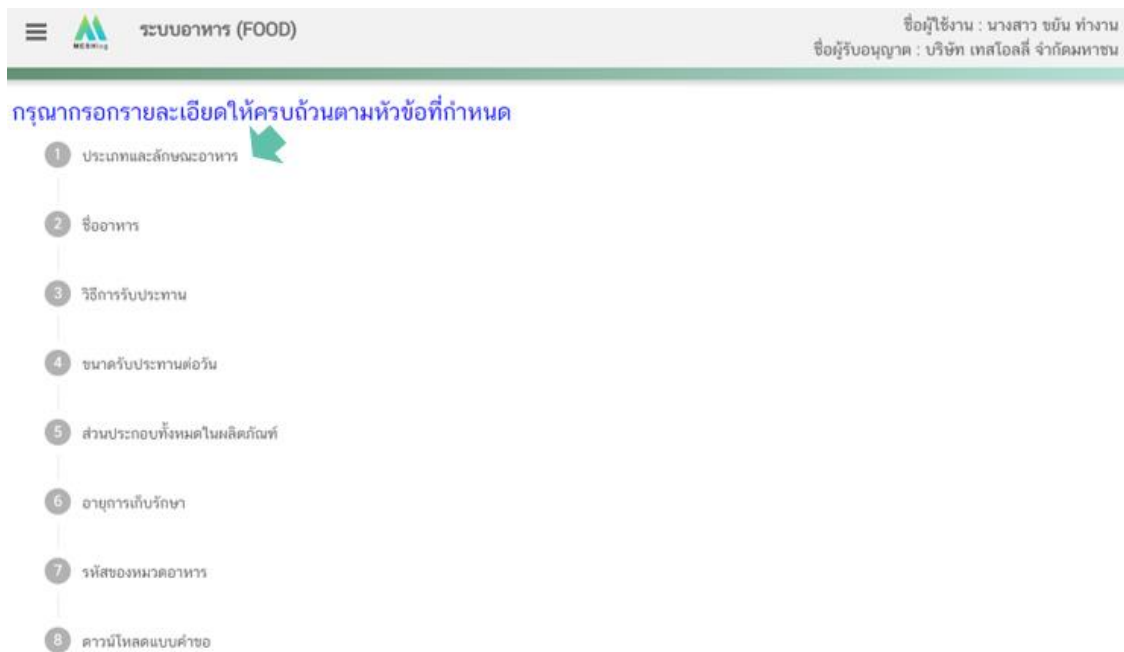 ระบบอาหาร (FOOD)
ชื่อผู้ใช้งาน : นางสาว ขยัน ทำงาน
ชื่อผู้รับอนุญาต : บริษัท เทสโอลลี่ จำกัดมหาชน
กรุณากรอกรายละเอียดให้ครบถ้วนตามหัวข้อที่กำหนด
1 ประเภทและลักษณะอาหาร
2 ชื่ออาหาร
3 วิธีการรับประทาน
4 ขนาดรับประทานต่อวัน
5 ส่วนประกอบทั้งหมดในผลิตภัณฑ์
6 อายุการเก็บรักษา
7 รหัสของหมวดอาหาร
8 ดาวน์โหลดแบบคำขอ